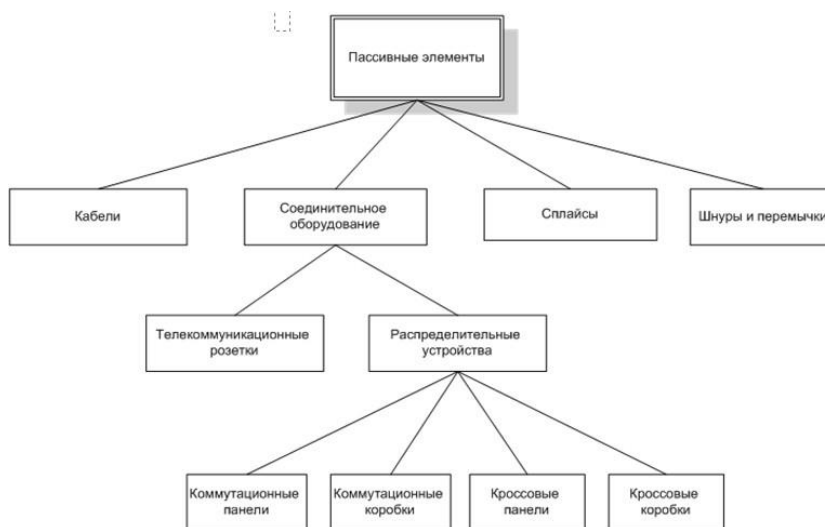 Пассивные элементы
Кабели
Соединительное
оборудование
Сплайсы
Шнуры и перемычки
Телекоммуникационные
розетки
Распределительные
устройства
Коммутационные
панели
Коммутационные
коробки
Кроссовые
панели
Кроссовые
коробки